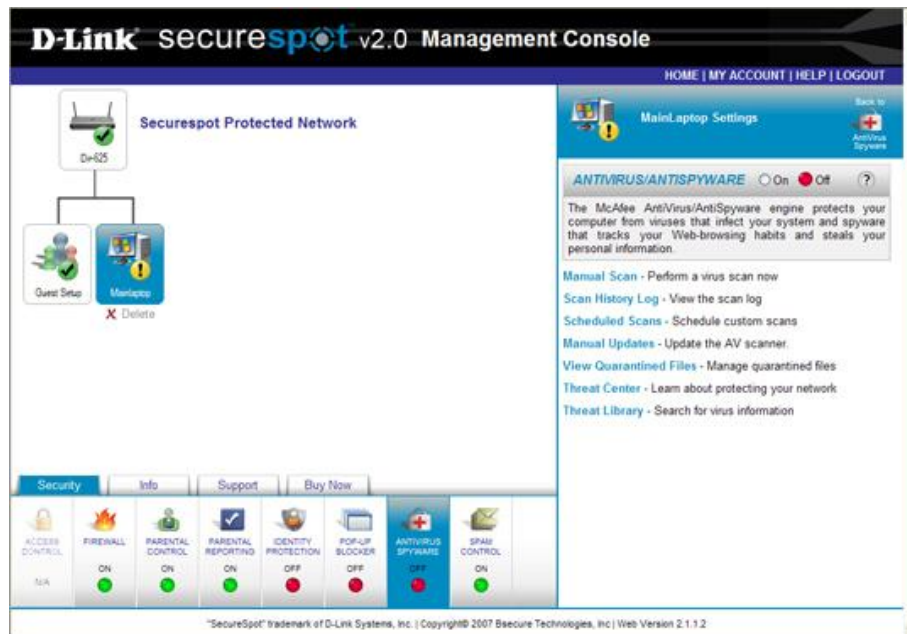 D-Link securespot v2.0 Management Console
HOME | MY ACCOUNT | HELP | LOGOUT
Securespot Protected Network
Dir-625
Guest Setup
Mainlaptop
X Delete
MainLaptop Settings
Back to
AntiVirus
Spyware
ANTIVIRUS/ANTISPYWARE On Off ?
The McAfee AntiVirus/AntiSpyware engine protects your
computer from viruses that infect your system and spyware
that tracks your Web-browsing habits and steals your
personal information.
Manual Scan - Perform a virus scan now
Scan History Log - View the scan log
Scheduled Scans - Schedule custom scans
Manual Updates - Update the AV scanner.
View Quarantined Files - Manage quarantined files
Threat Center - Learn about protecting your network
Threat Library - Search for virus information
Security Info Support Buy Now
ACCESS CONTROL
N/A
FIREWALL
ON
PARENTAL CONTROL
ON
PARENTAL REPORTING
ON
IDENTITY PROTECTION
OFF
POP-UP BLOCKER
OFF
ANTIVIRUS SPYWARE
OFF
SPAM CONTROL
ON
"SecureSpot" trademark of D-Link Systems, Inc. | Copyright© 2007 Bsecure Technologies, Inc | Web Version 2.1.1.2